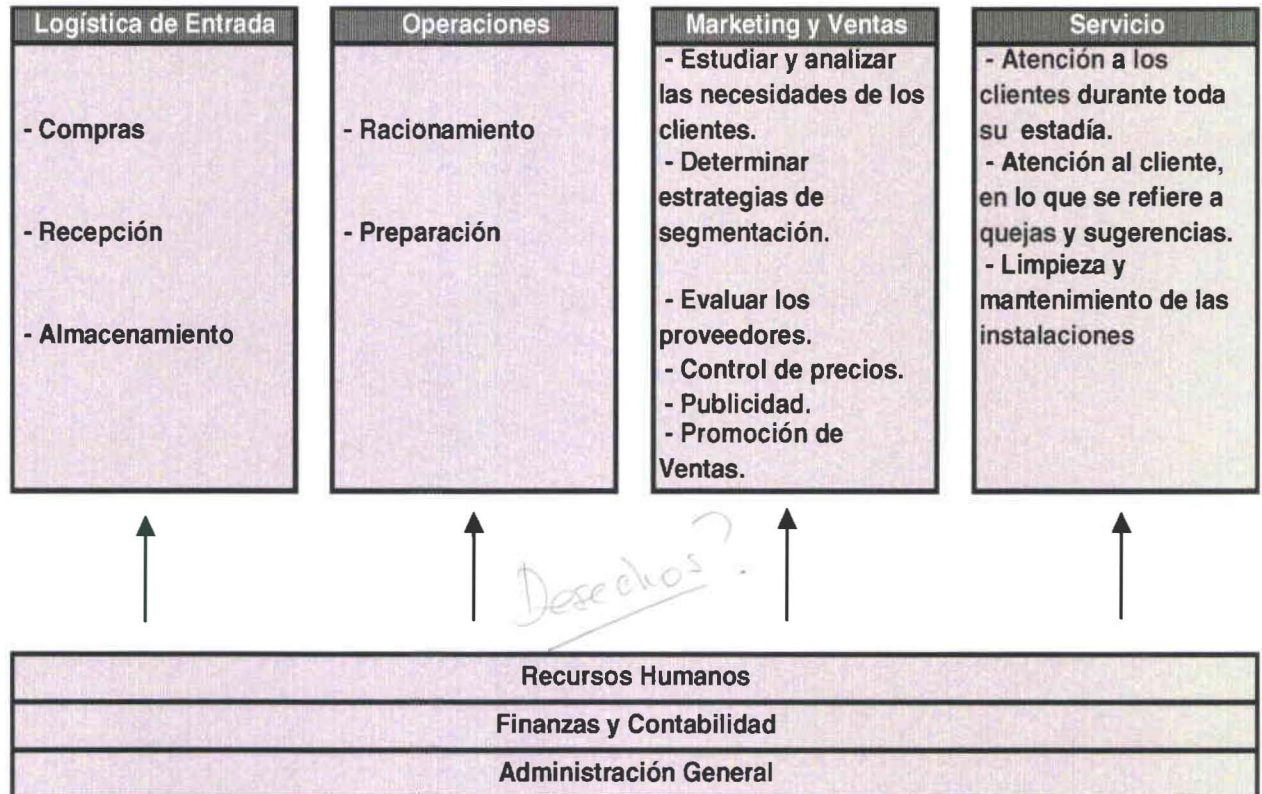 Logística de Entrada
- Compras
- Recepción
- Almacenamiento
Operaciones
- Racionamiento
- Preparación
Marketing y Ventas
- Estudiar y analizar
las necesidades de los
clientes.
- Determinar
estrategias de
segmentación.
- Evaluar los
proveedores.
- Control de precios.
- Publicidad.
- Promoción de
Ventas.
Servicio
- Atención a los
clientes durante toda
su estadía.
- Atención al cliente,
en lo que se refiere a
quejas y sugerencias.
- Limpieza y
mantenimiento de las
instalaciones
Desechos?
Recursos Humanos
Finanzas y Contabilidad
Administración General